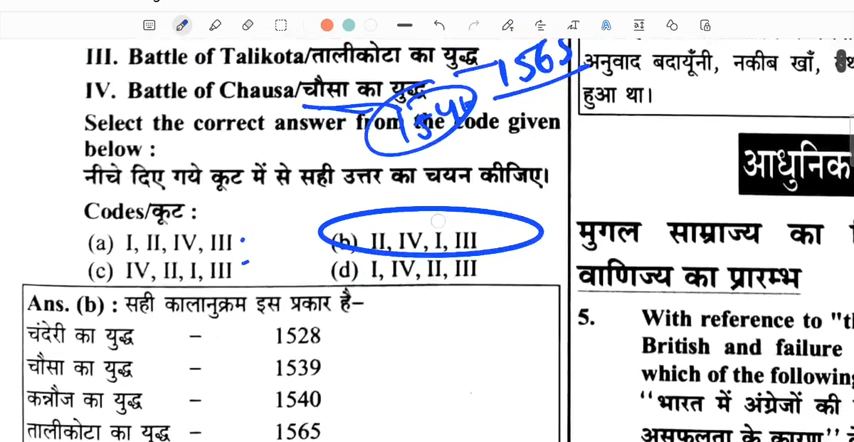 III. Battle of Talikota/तालीकोटा का युद्ध
1565
IV. Battle of Chausa/चौसा का युद्ध
Select the correct answer from the code given
below :
नीचे दिए गये कूट में से सही उत्तर का चयन कीजिए।
Codes/कूट :
(a) I, II, IV, III
(b) II, IV, I, III
(c) IV, II, I, III
(d) I, IV, II, III
Ans. (b) : सही कालानुक्रम इस प्रकार है–
चंदेरी का युद्ध – 1528
चौसा का युद्ध – 1539
कन्नौज का युद्ध – 1540
तालीकोटा का युद्ध – 1565
अनुवाद बदायूँनी, नकीब खाँ,
हुआ था।
आधुनिक
मुगल साम्राज्य का
वाणिज्य का प्रारम्भ
5. With reference to "t
British and failure
which of the following
"भारत में अंग्रेजों की
असफलता के कारण"